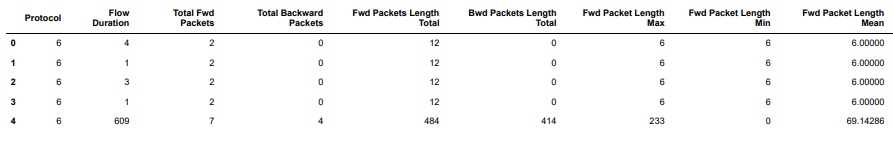 Protocol Flow Duration Total Fwd Packets Total Backward Packets Fwd Packets Length Total Bwd Packets Length Total Fwd Packet Length Max Fwd Packet Length Min Fwd Packet Length Mean
0 6 4 2 0 12 0 6 6 6.00000
1 6 1 2 0 12 0 6 6 6.00000
2 6 3 2 0 12 0 6 6 6.00000
3 6 1 2 0 12 0 6 6 6.00000
4 6 609 7 4 484 414 233 0 69.14286